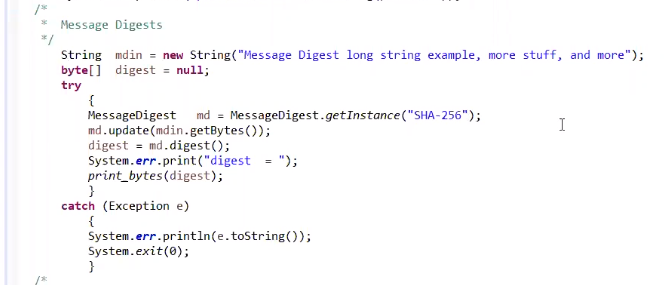 /*
 *  Message Digests
 */
    String  mdin = new String("Message Digest long string example, more stuff, and more");
    byte[]  digest = null;
    try
        {
        MessageDigest   md = MessageDigest.getInstance("SHA-256");
        md.update(mdin.getBytes());
        digest = md.digest();
        System.err.print("digest  = ");
        print_bytes(digest);
        }
    catch (Exception e)
        {
        System.err.println(e.toString());
        System.exit(0);
        }
/*